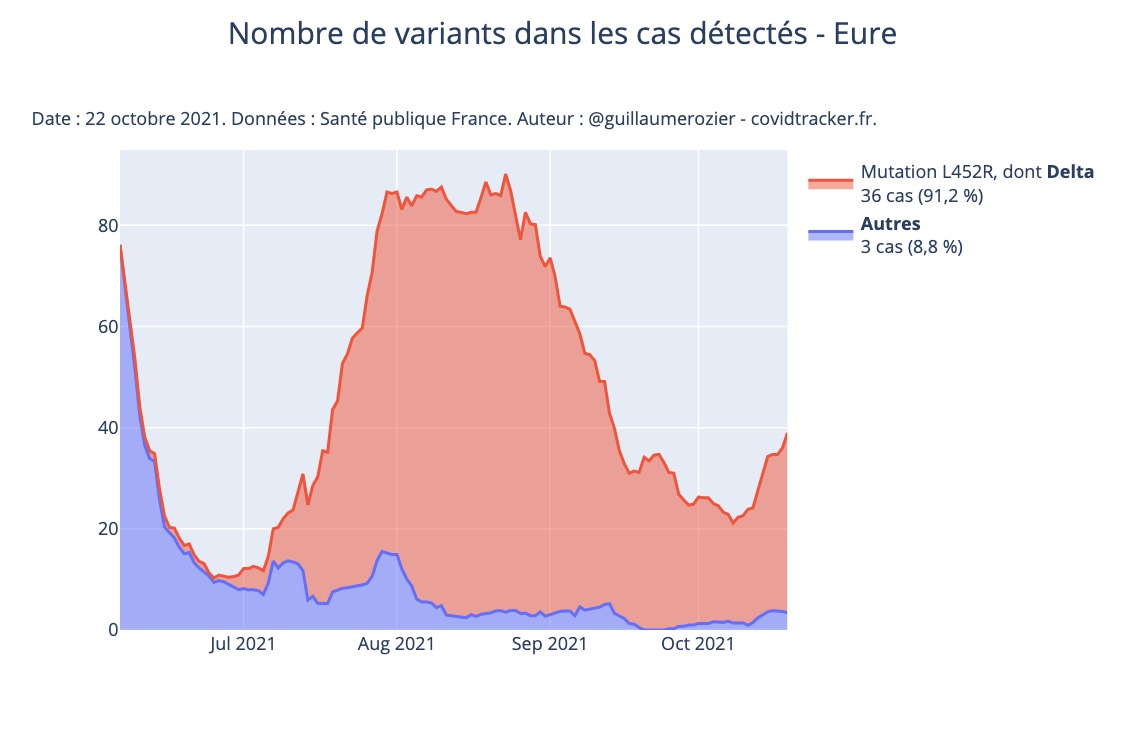 Nombre de variants dans les cas détectés - Eure
Date : 22 octobre 2021. Données : Santé publique France. Auteur : @guillaumerozier - covidtracker.fr.
Mutation L452R, dont Delta
36 cas (91,2 %)
Autres
3 cas (8,8 %)
80
60
40
20
0
Jul 2021
Aug 2021
Sep 2021
Oct 2021